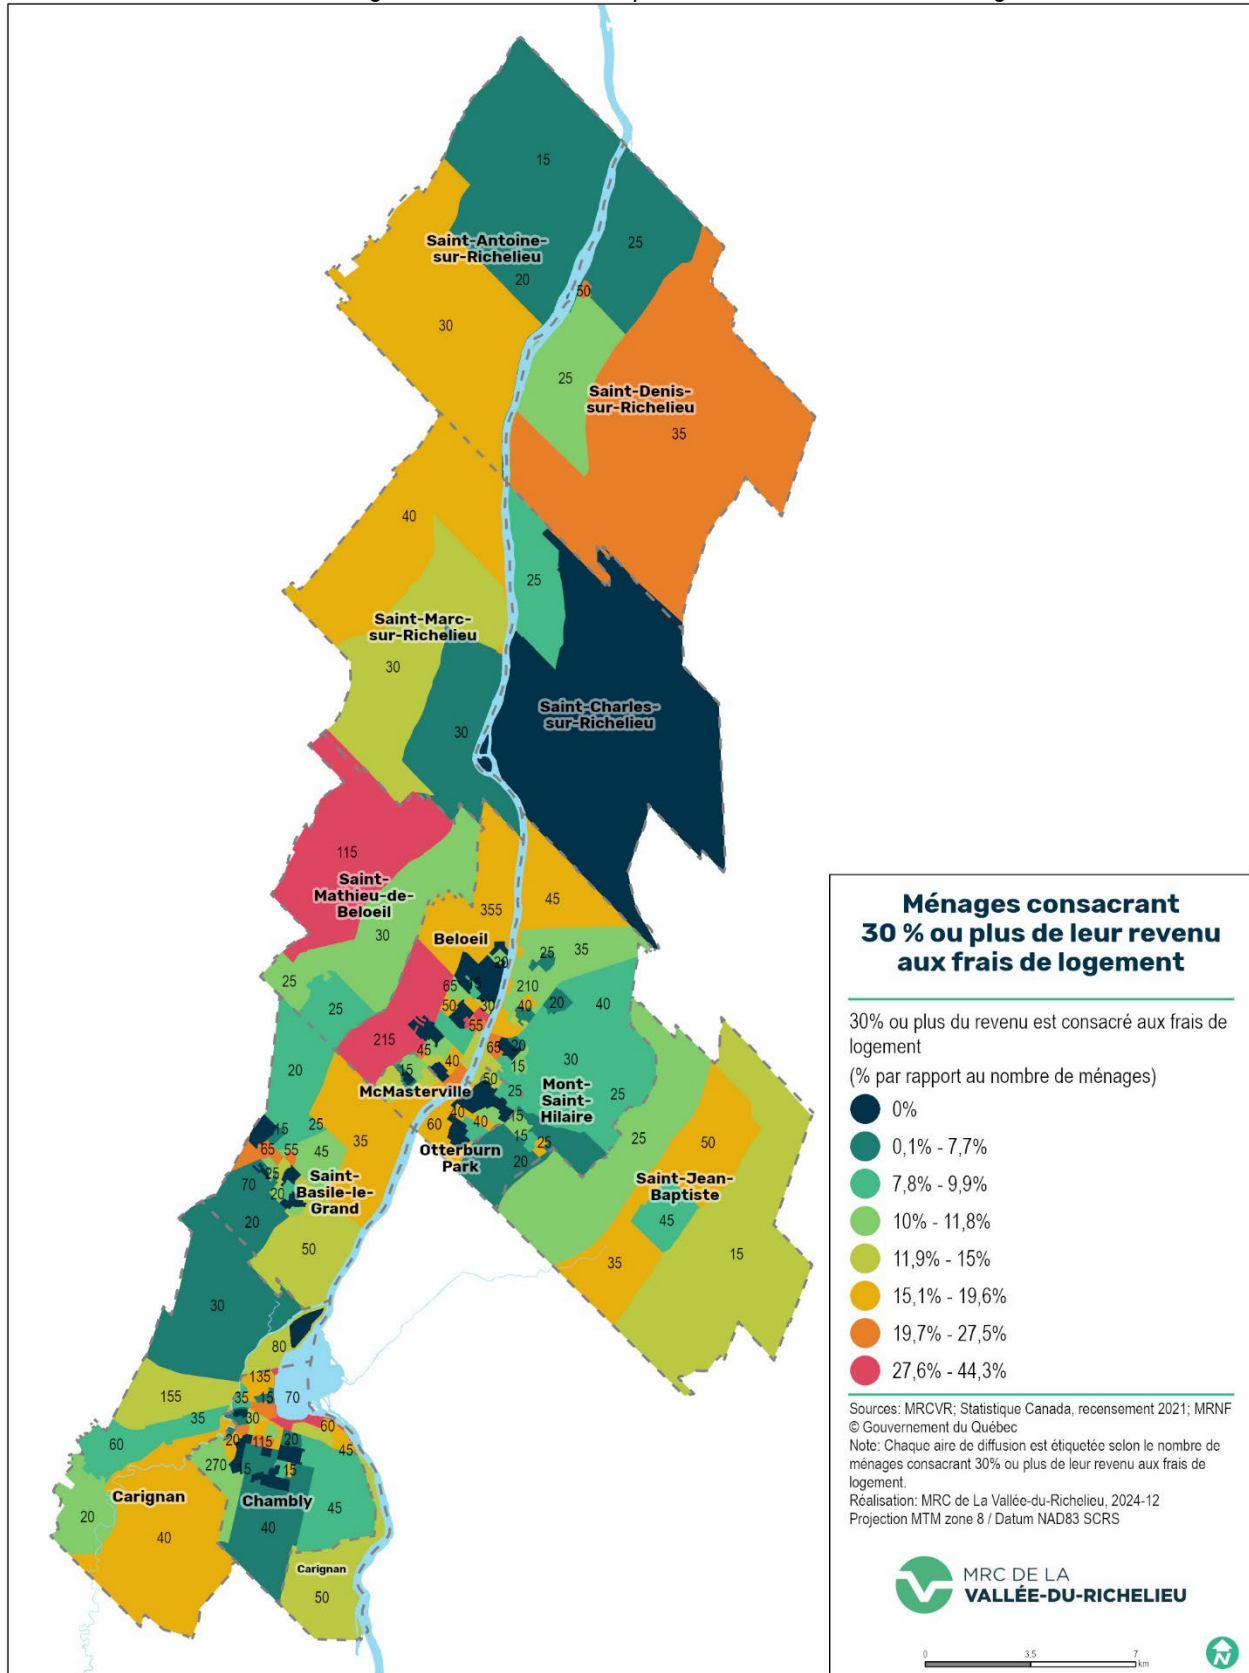 15
Saint-Antoine-
sur-Richelieu
25
20
50
30
25
Saint-Denis-
sur-Richelieu
35
40
25
Saint-Marc-
sur-Richelieu
30
Saint-Charles-
sur-Richelieu
30
115
Saint-
Mathieu-de-
Beloeil
355
45
30
Beloeil
20
25
35
25
65
15
210
40
25
50
30
40
20
215
55
45
65
20
30
20
15
40
15
McMasterville
50
Mont-
Saint-
Hilaire
25
25
15
25
35
60
40
40
15
25
50
65
55
45
Otterburn
Park
20
25
Saint-Jean-
Baptiste
70
20
Saint-
Basile-le-
Grand
45
20
50
35
15
30
80
135
155
35
15
70
35
30
60
60
20
115
20
45
270
15
15
Carignan
Chambly
45
20
40
40
Carignan
50
Ménages consacrant
30 % ou plus de leur revenu
aux frais de logement
30% ou plus du revenu est consacré aux frais de
logement
(% par rapport au nombre de ménages)
0%
0,1% - 7,7%
7,8% - 9,9%
10% - 11,8%
11,9% - 15%
15,1% - 19,6%
19,7% - 27,5%
27,6% - 44,3%
Sources: MRCVR; Statistique Canada, recensement 2021; MRNF
© Gouvernement du Québec
Note: Chaque aire de diffusion est étiquetée selon le nombre de
ménages consacrant 30% ou plus de leur revenu aux frais de
logement.
Réalisation: MRC de La Vallée-du-Richelieu, 2024-12
Projection MTM zone 8 / Datum NAD83 SCRS
MRC DE LA
VALLÉE-DU-RICHELIEU
0 3,5 7
km
N